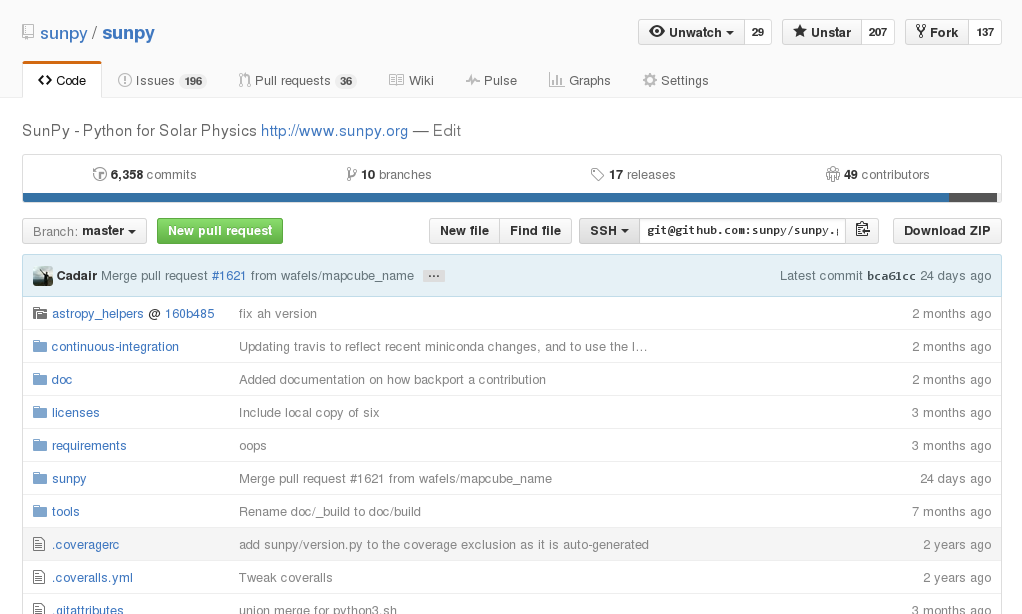 sunpy / sunpy
Unwatch 29 Unstar 207 Fork 137
Code Issues 196 Pull requests 36 Wiki Pulse Graphs Settings
SunPy - Python for Solar Physics http://www.sunpy.org — Edit
6,358 commits 10 branches 17 releases 49 contributors
Branch: master New pull request New file Find file SSH git@github.com:sunpy/sunpy. Download ZIP
Cadair Merge pull request #1621 from wafels/mapcube_name ... Latest commit bca61cc 24 days ago
astropy_helpers @ 160b485 fix ah version 2 months ago
continuous-integration Updating travis to reflect recent miniconda changes, and to use the l... 2 months ago
doc Added documentation on how backport a contribution 2 months ago
licenses Include local copy of six 3 months ago
requirements oops 3 months ago
sunpy Merge pull request #1621 from wafels/mapcube_name 24 days ago
tools Rename doc/_build to doc/build 7 months ago
.coveragerc add sunpy/version.py to the coverage exclusion as it is auto-generated 2 years ago
.coveralls.yml Tweak coveralls 2 years ago
.gitattributes union merge for python3.sh 3 months ago